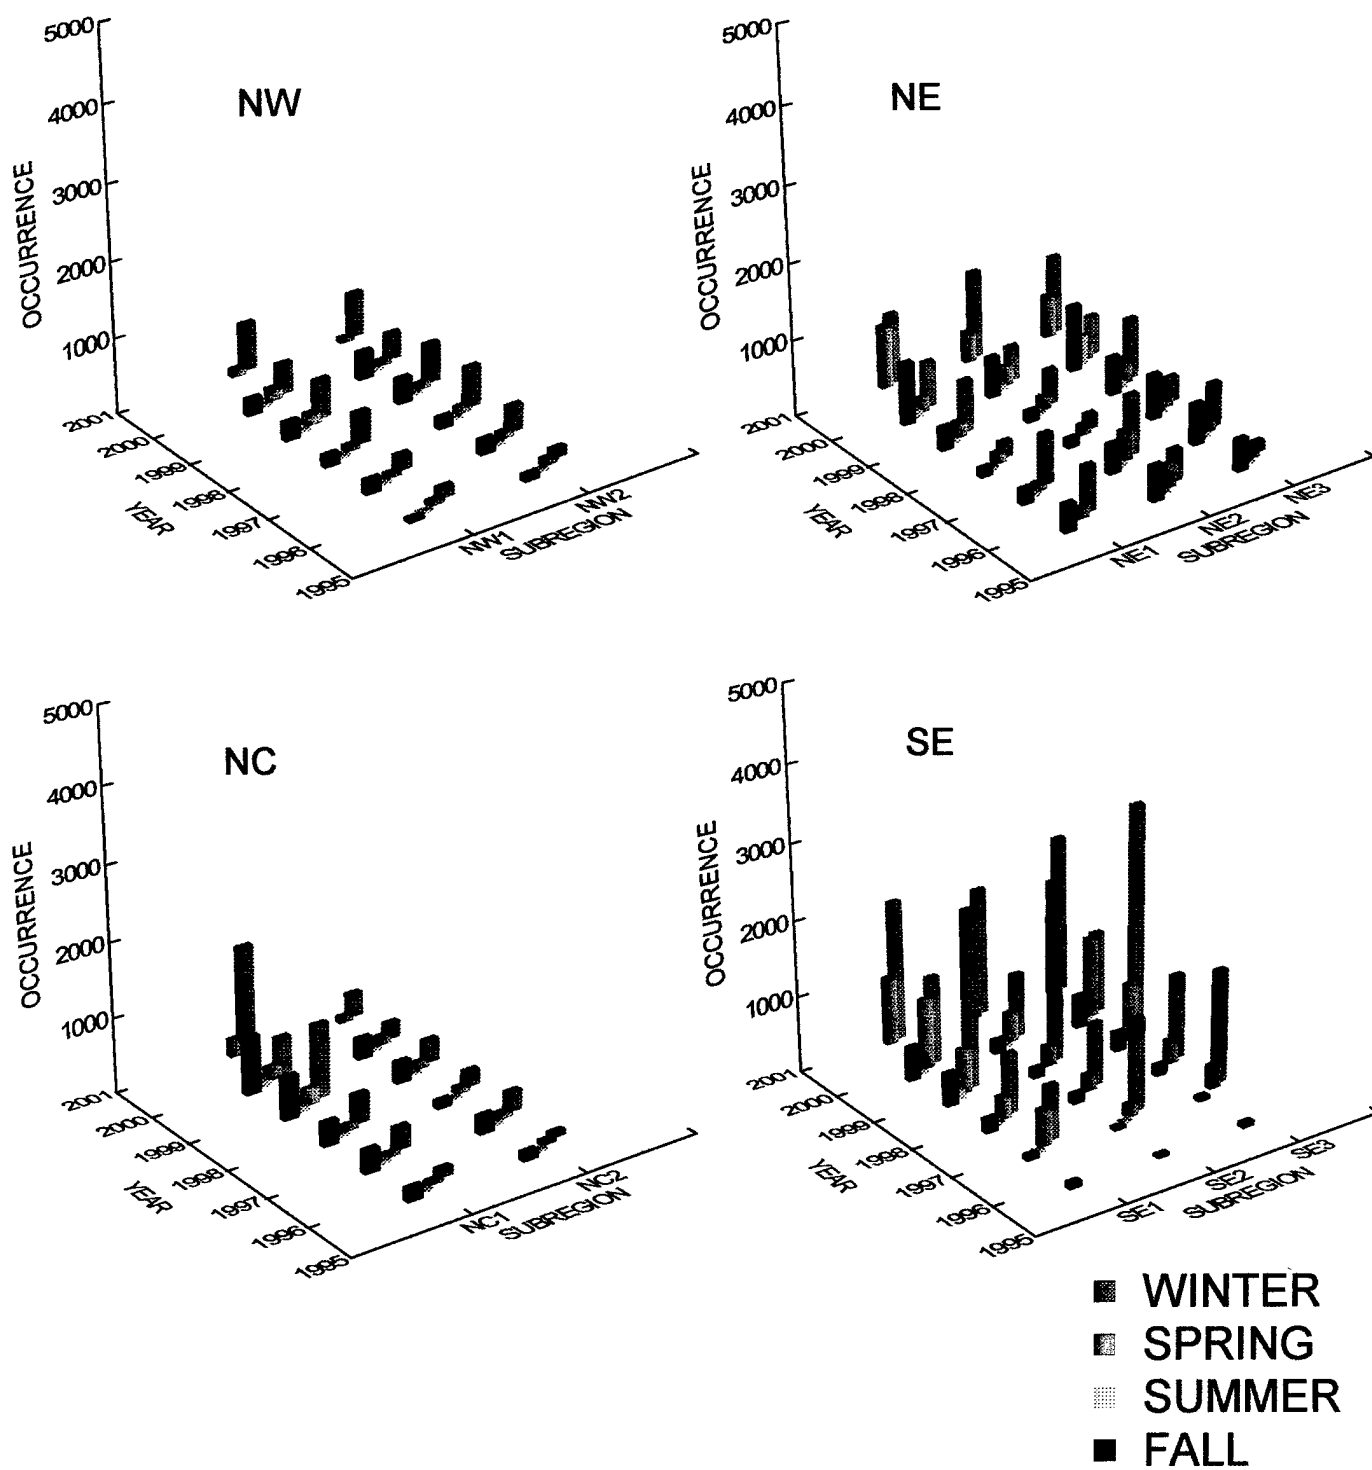 NW
5000
4000
3000
2000
1000
OCCURRENCE
2001
2000
1999
1998
1997
1996
1995
YEAR
NW1
NW2
SUBREGION
NE
5000
4000
3000
2000
1000
OCCURRENCE
2001
2000
1999
1998
1997
1996
1995
YEAR
NE1
NE2
NE3
SUBREGION
NC
5000
4000
3000
2000
1000
OCCURRENCE
2001
2000
1999
1998
1997
1996
1995
YEAR
NC1
NC2
SUBREGION
SE
5000
4000
3000
2000
1000
OCCURRENCE
2001
2000
1999
1998
1997
1996
1995
YEAR
SE1
SE2
SE3
SUBREGION
WINTER
SPRING
SUMMER
FALL